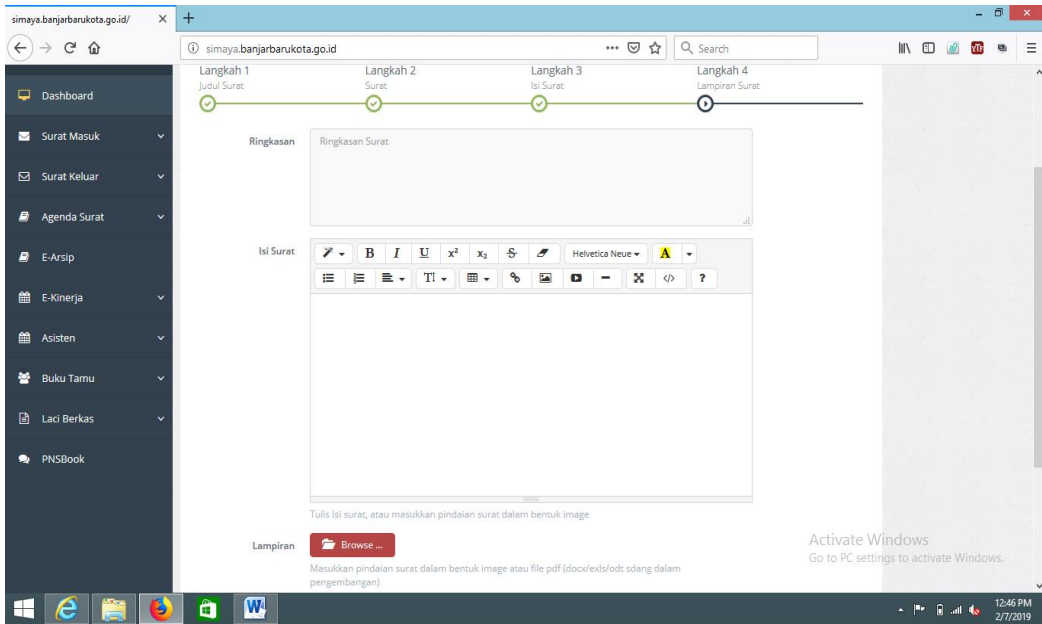 simaya.banjarbarukota.go.id/
simaya.banjarbarukota.go.id
Search
Dashboard
Surat Masuk
Surat Keluar
Agenda Surat
E-Arsip
E-Kinerja
Asisten
Buku Tamu
Laci Berkas
PNSBook
Langkah 1 Langkah 2 Langkah 3 Langkah 4
Judul Surat Surat Isi Surat Lampiran Surat
Ringkasan Ringkasan Surat
Isi Surat
B I U x² x₂ S Helvetica Neue A
TI </> ?
Tulis Isi surat, atau masukkan pindaian surat dalam bentuk image
Lampiran Browse ...
Masukkan pindaian surat dalam bentuk image atau file pdf (docx/exls/odt sdang dalam
pengembangan)
Activate Windows
Go to PC settings to activate Windows.
12:46 PM
2/7/2019